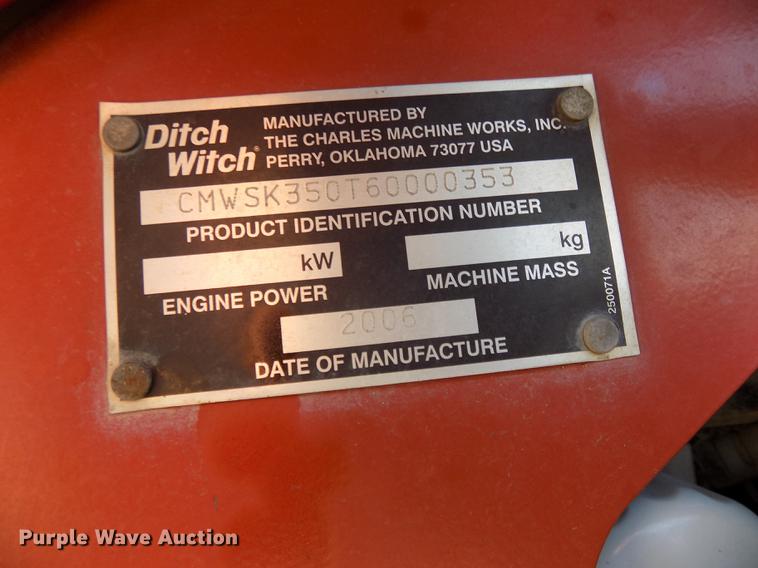 Ditch Witch®
MANUFACTURED BY
THE CHARLES MACHINE WORKS, INC.
PERRY, OKLAHOMA 73077 USA
CMWSK350T60000353
PRODUCT IDENTIFICATION NUMBER
kW
ENGINE POWER
kg
MACHINE MASS
2006
DATE OF MANUFACTURE
250071A
Purple Wave Auction